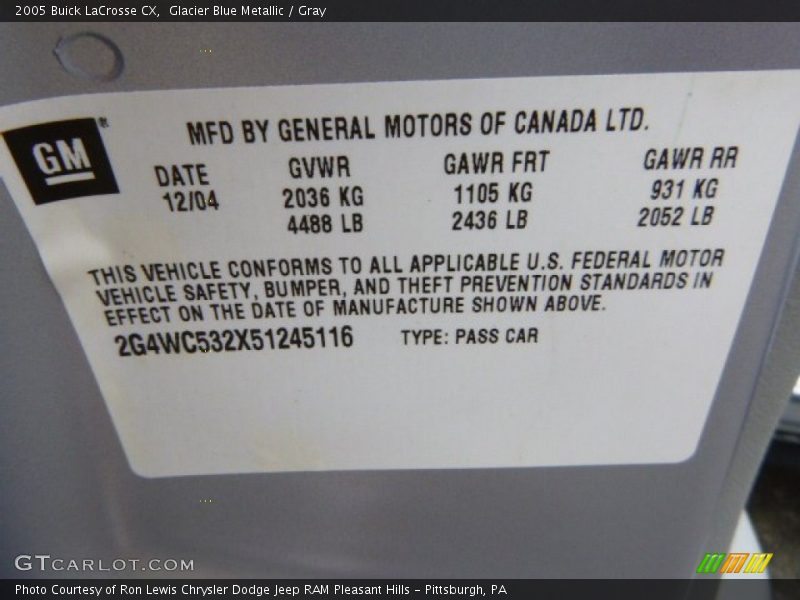 2005 Buick LaCrosse CX,  Glacier Blue Metallic / Gray
GM®
MFD BY GENERAL MOTORS OF CANADA LTD.
DATE GVWR GAWR FRT GAWR RR
12/04 2036 KG 1105 KG 931 KG
4488 LB 2436 LB 2052 LB
THIS VEHICLE CONFORMS TO ALL APPLICABLE U.S. FEDERAL MOTOR
VEHICLE SAFETY, BUMPER, AND THEFT PREVENTION STANDARDS IN
EFFECT ON THE DATE OF MANUFACTURE SHOWN ABOVE.
2G4WC532X51245116 TYPE: PASS CAR
GTCARLOT.COM
Photo Courtesy of Ron Lewis Chrysler Dodge Jeep RAM Pleasant Hills - Pittsburgh, PA